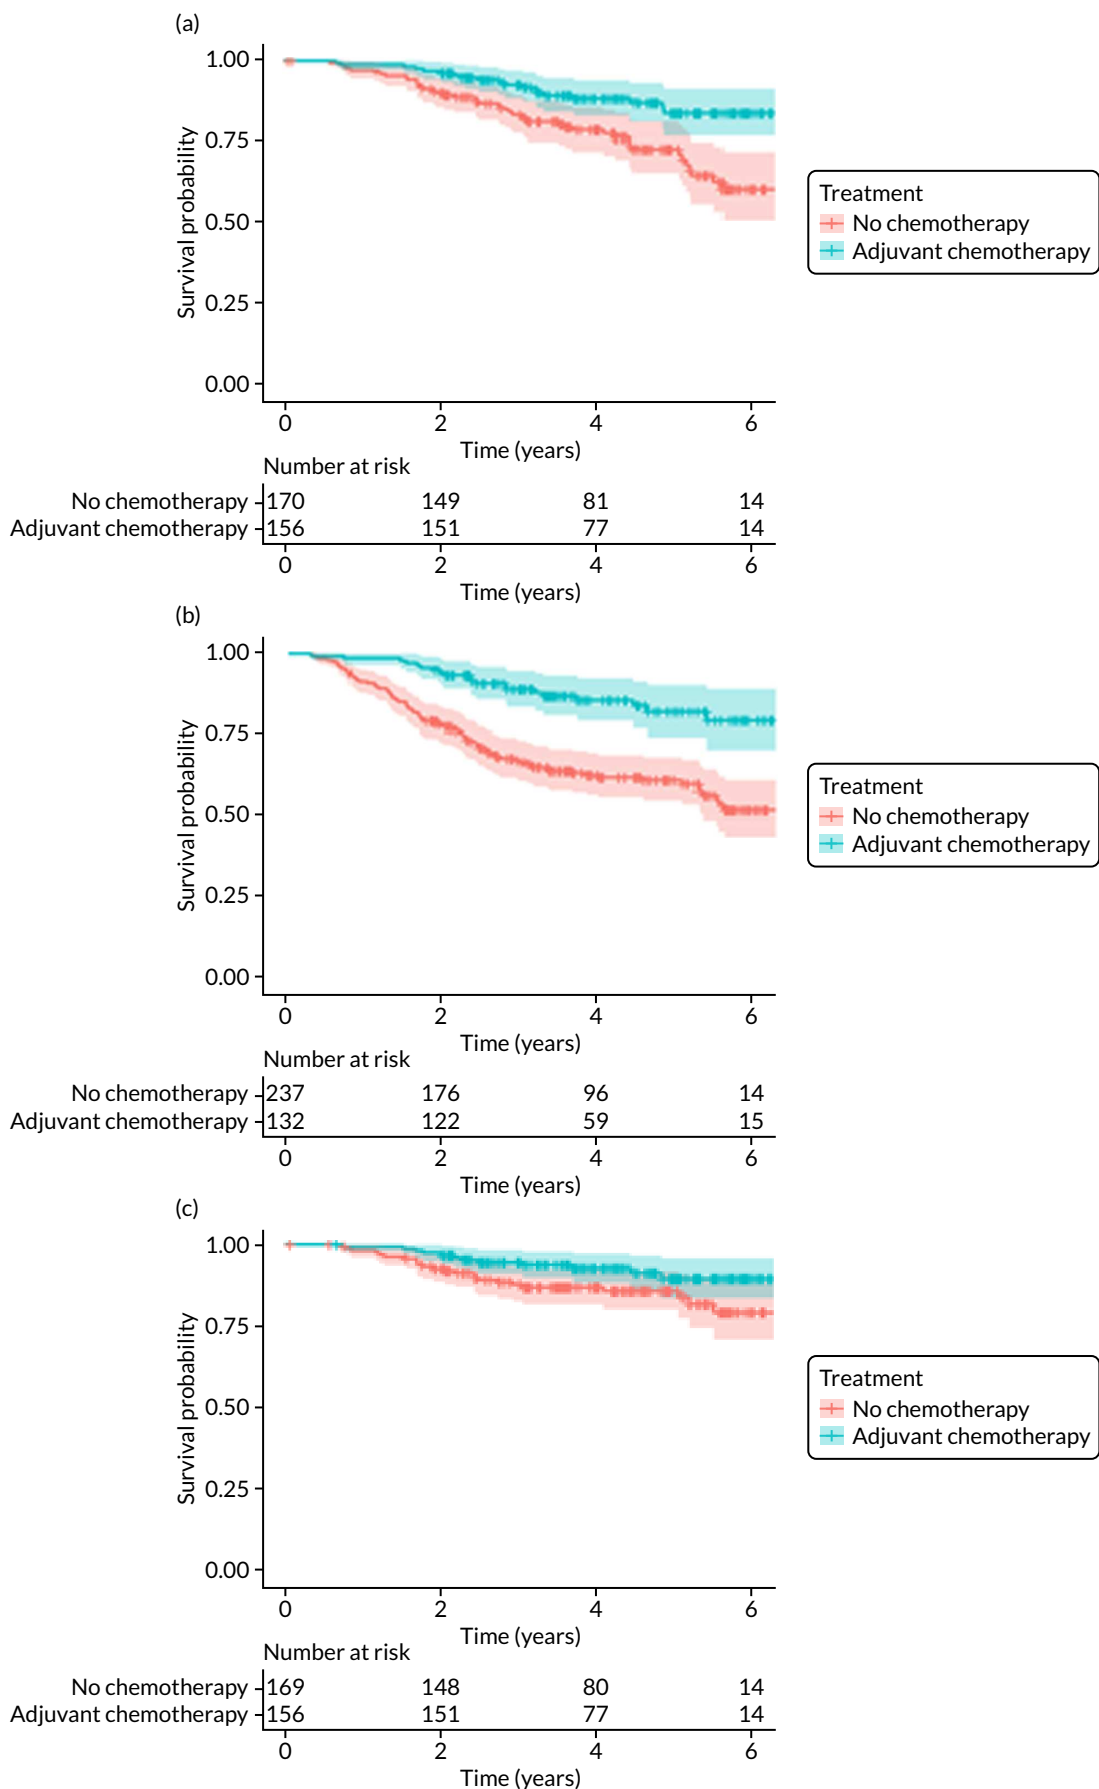 (a)
1.00
0.75
0.50
0.25
0.00
Survival probability
0 2 4 6
Time (years)
Treatment
No chemotherapy
Adjuvant chemotherapy
Number at risk
No chemotherapy 170 149 81 14
Adjuvant chemotherapy 156 151 77 14
0 2 4 6
Time (years)
(b)
1.00
0.75
0.50
0.25
0.00
Survival probability
0 2 4 6
Time (years)
Treatment
No chemotherapy
Adjuvant chemotherapy
Number at risk
No chemotherapy 237 176 96 14
Adjuvant chemotherapy 132 122 59 15
0 2 4 6
Time (years)
(c)
1.00
0.75
0.50
0.25
0.00
Survival probability
0 2 4 6
Time (years)
Treatment
No chemotherapy
Adjuvant chemotherapy
Number at risk
No chemotherapy 169 148 80 14
Adjuvant chemotherapy 156 151 77 14
0 2 4 6
Time (years)